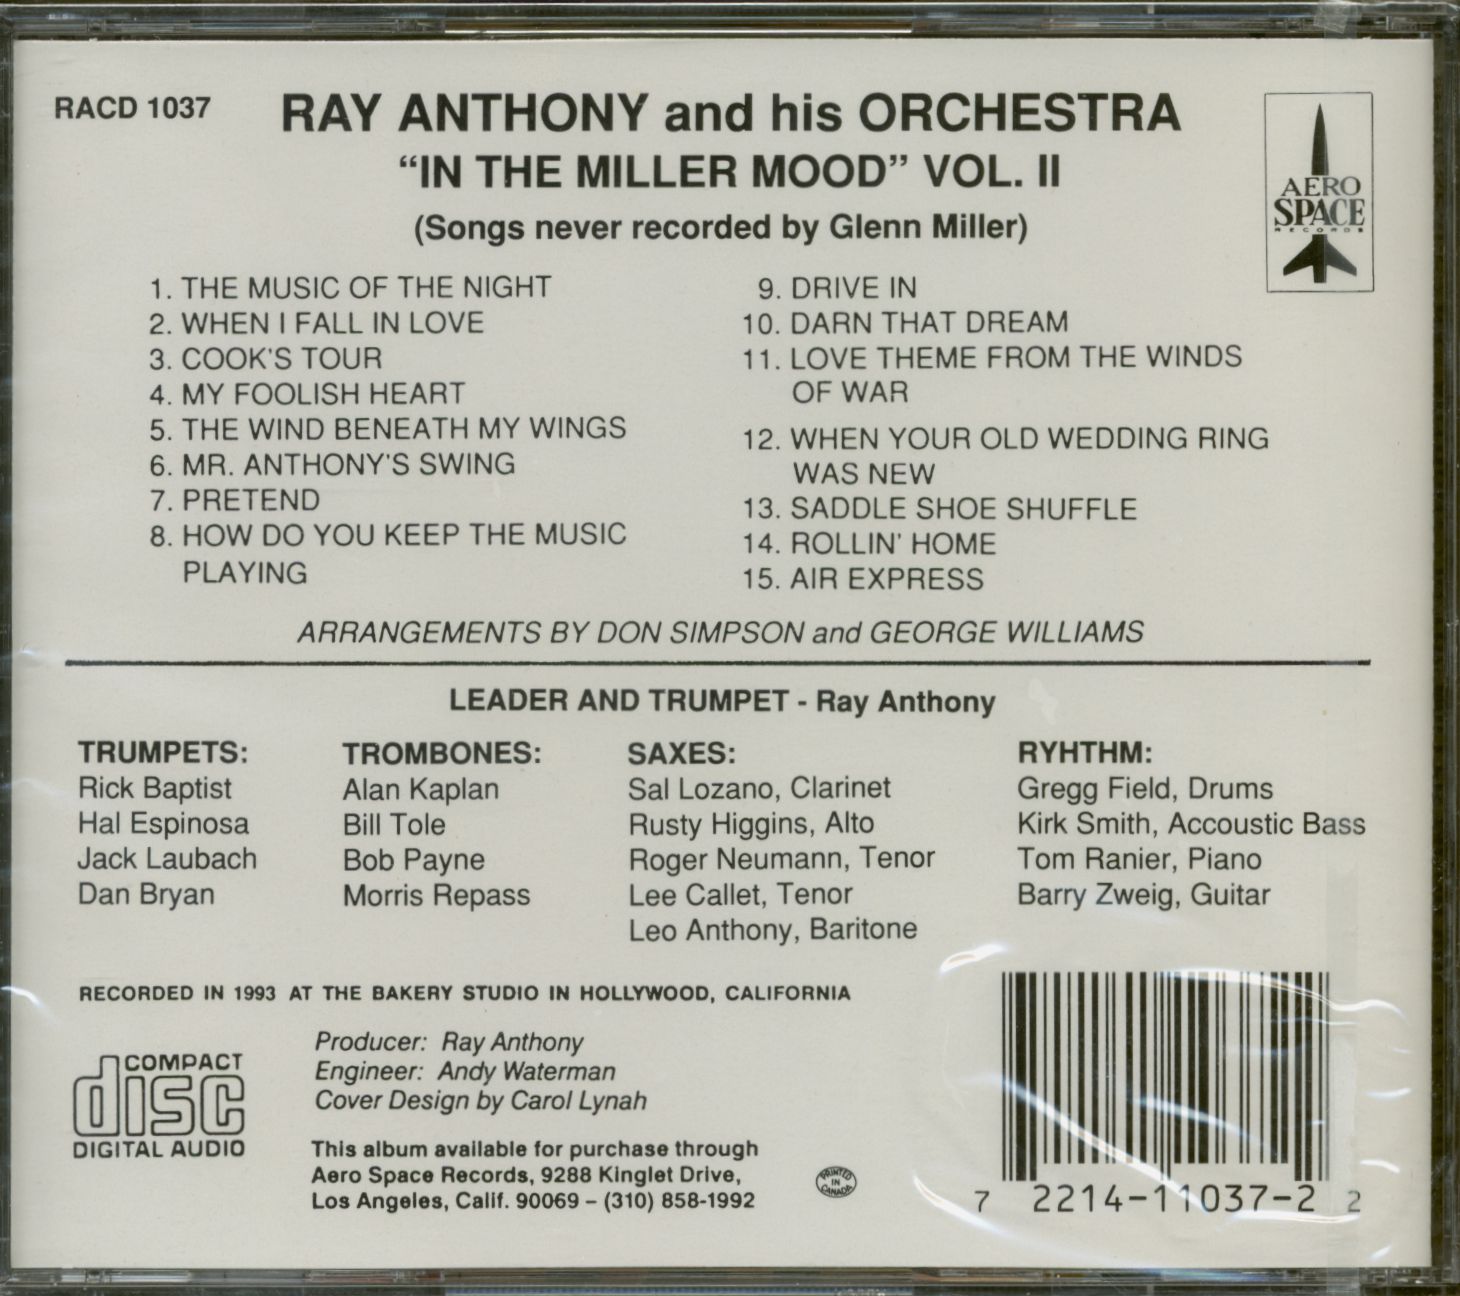 RACD 1037
RAY ANTHONY and his ORCHESTRA
“IN THE MILLER MOOD” VOL. II
(Songs never recorded by Glenn Miller)
AERO
SPACE
RECORDS
1. THE MUSIC OF THE NIGHT
2. WHEN I FALL IN LOVE
3. COOK'S TOUR
4. MY FOOLISH HEART
5. THE WIND BENEATH MY WINGS
6. MR. ANTHONY'S SWING
7. PRETEND
8. HOW DO YOU KEEP THE MUSIC
PLAYING
9. DRIVE IN
10. DARN THAT DREAM
11. LOVE THEME FROM THE WINDS
OF WAR
12. WHEN YOUR OLD WEDDING RING
WAS NEW
13. SADDLE SHOE SHUFFLE
14. ROLLIN' HOME
15. AIR EXPRESS
ARRANGEMENTS BY DON SIMPSON and GEORGE WILLIAMS
LEADER AND TRUMPET - Ray Anthony
TRUMPETS:
Rick Baptist
Hal Espinosa
Jack Laubach
Dan Bryan
TROMBONES:
Alan Kaplan
Bill Tole
Bob Payne
Morris Repass
SAXES:
Sal Lozano, Clarinet
Rusty Higgins, Alto
Roger Neumann, Tenor
Lee Callet, Tenor
Leo Anthony, Baritone
RYHTHM:
Gregg Field, Drums
Kirk Smith, Accoustic Bass
Tom Ranier, Piano
Barry Zweig, Guitar
RECORDED IN 1993 AT THE BAKERY STUDIO IN HOLLYWOOD, CALIFORNIA
COMPACT
disc
DIGITAL AUDIO
Producer: Ray Anthony
Engineer: Andy Waterman
Cover Design by Carol Lynah
This album available for purchase through
Aero Space Records, 9288 Kinglet Drive,
Los Angeles, Calif. 90069 – (310) 858-1992
PRINTED
IN
CANADA
7 2214-11037-2 2